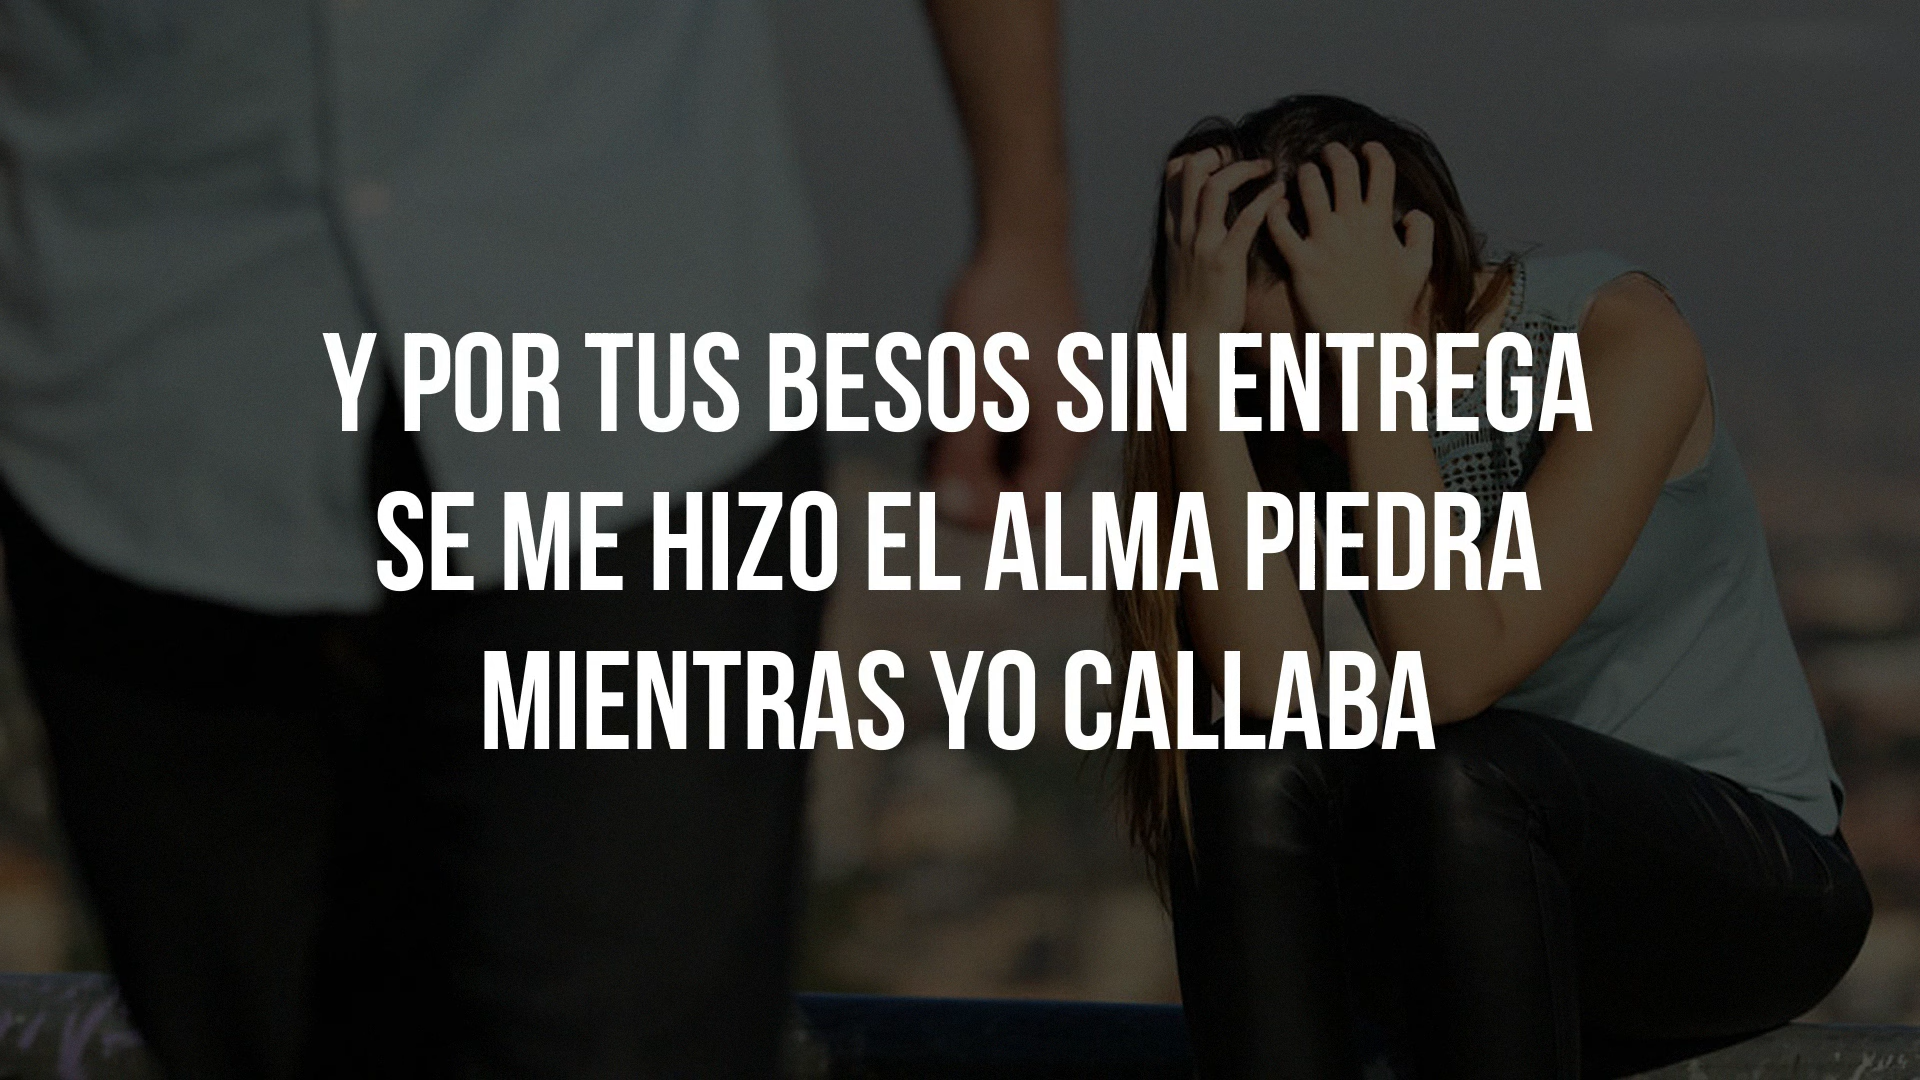 Y POR TUS BESOS SIN ENTREGA
SE ME HIZO EL ALMA PIEDRA
MIENTRAS YO CALLABA